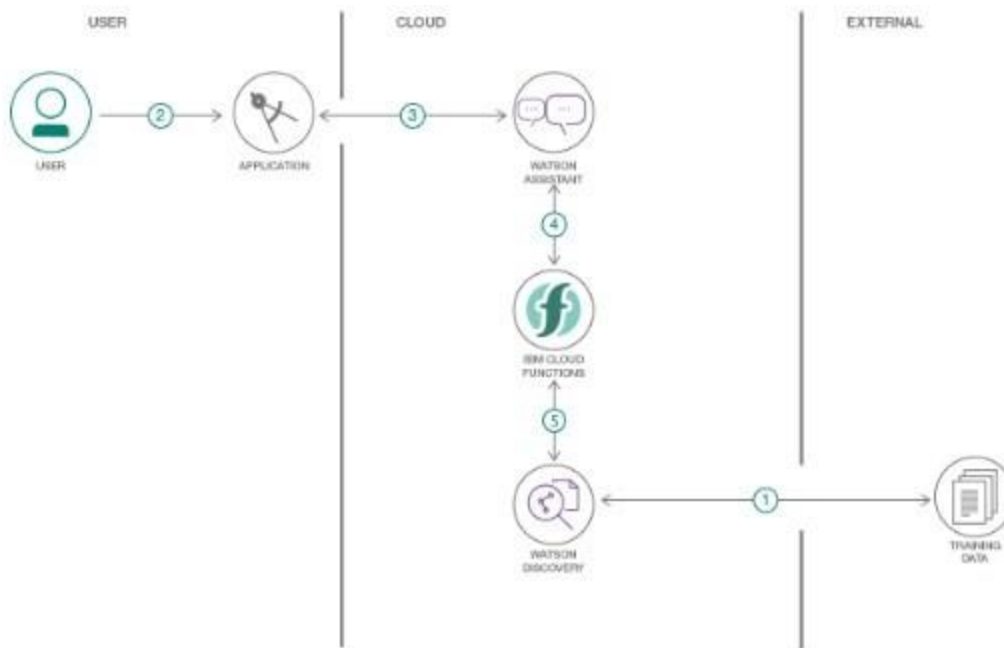 USER
CLOUD
EXTERNAL
2
3
USER
APPLICATION
WATSON
ASSISTANT
4
IBM CLOUD
FUNCTIONS
5
1
WATSON
DISCOVERY
TRAINING
DATA